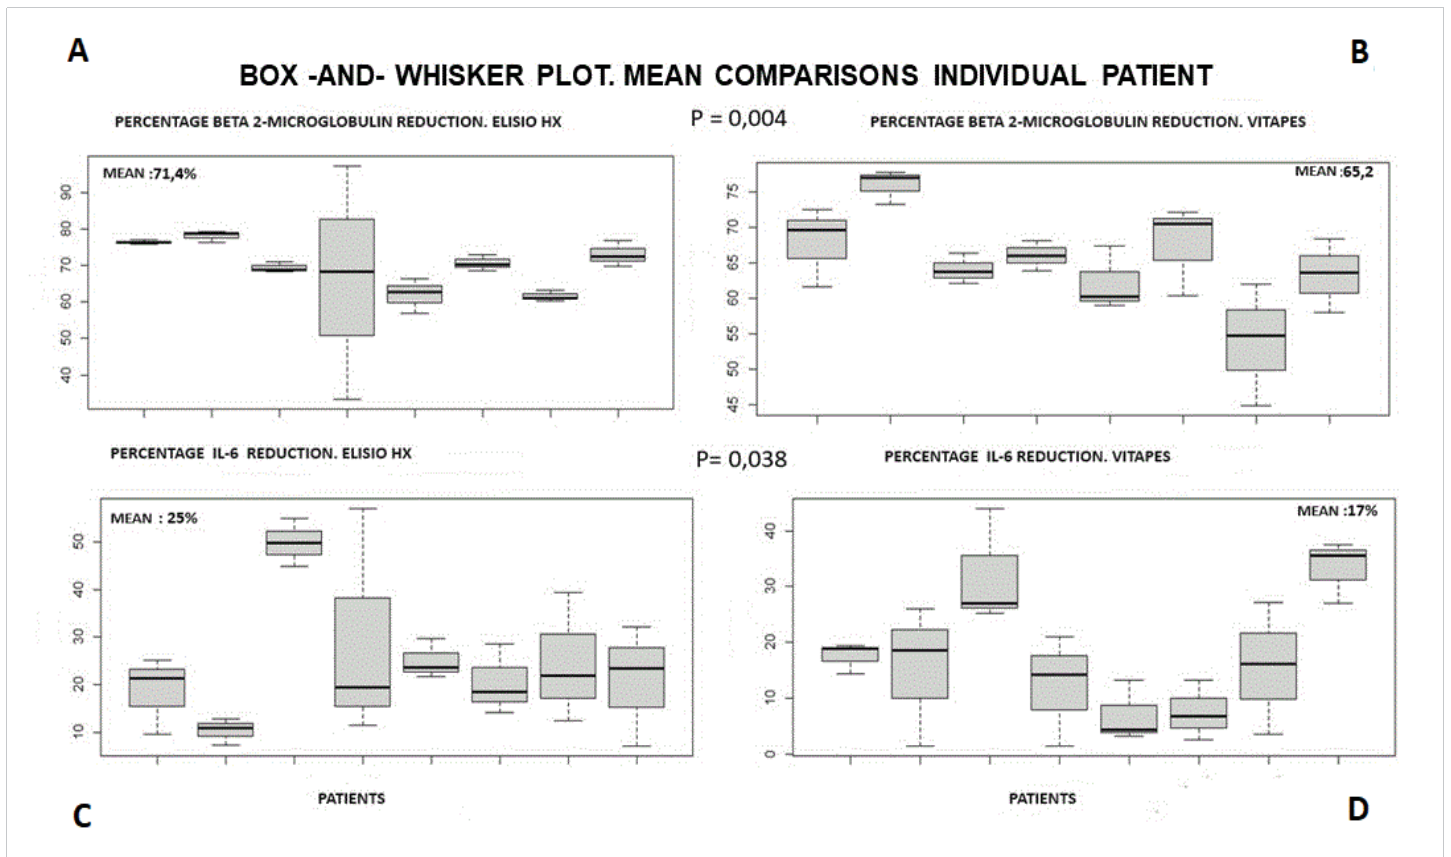 A
B
BOX -AND- WHISKER PLOT. MEAN COMPARISONS INDIVIDUAL PATIENT
PERCENTAGE BETA 2-MICROGLOBULIN REDUCTION. ELISIO HX
P = 0,004
PERCENTAGE BETA 2-MICROGLOBULIN REDUCTION. VITAPES
MEAN :71,4%
90
80
70
60
50
40
MEAN :65,2
75
70
65
60
55
50
45
PERCENTAGE IL-6 REDUCTION. ELISIO HX
P= 0,038
PERCENTAGE IL-6 REDUCTION. VITAPES
MEAN : 25%
50
40
30
20
10
MEAN :17%
40
30
20
10
0
PATIENTS
PATIENTS
C
D